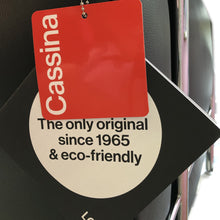 Cassina
The only original
since 1965
& eco-friendly